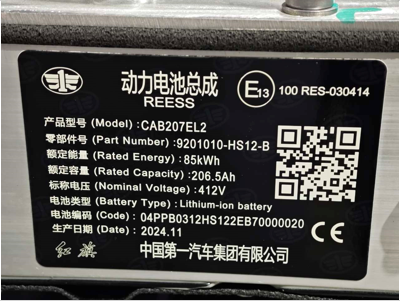 动力电池总成
REESS
E13
100 RES-030414
产品型号 (Model): CAB207EL2
零部件号 (Part Number): 9201010-HS12-B
额定能量 (Rated Energy): 85kWh
额定容量 (Rated Capacity): 206.5Ah
标称电压 (Nominal Voltage): 412V
电池类型 (Battery Type): Lithium-ion battery
电池编码 (Code): 04PPB0312HS122EB70000020
生产日期 (Date): 2024.11
红旗 中国第一汽车集团有限公司
CE